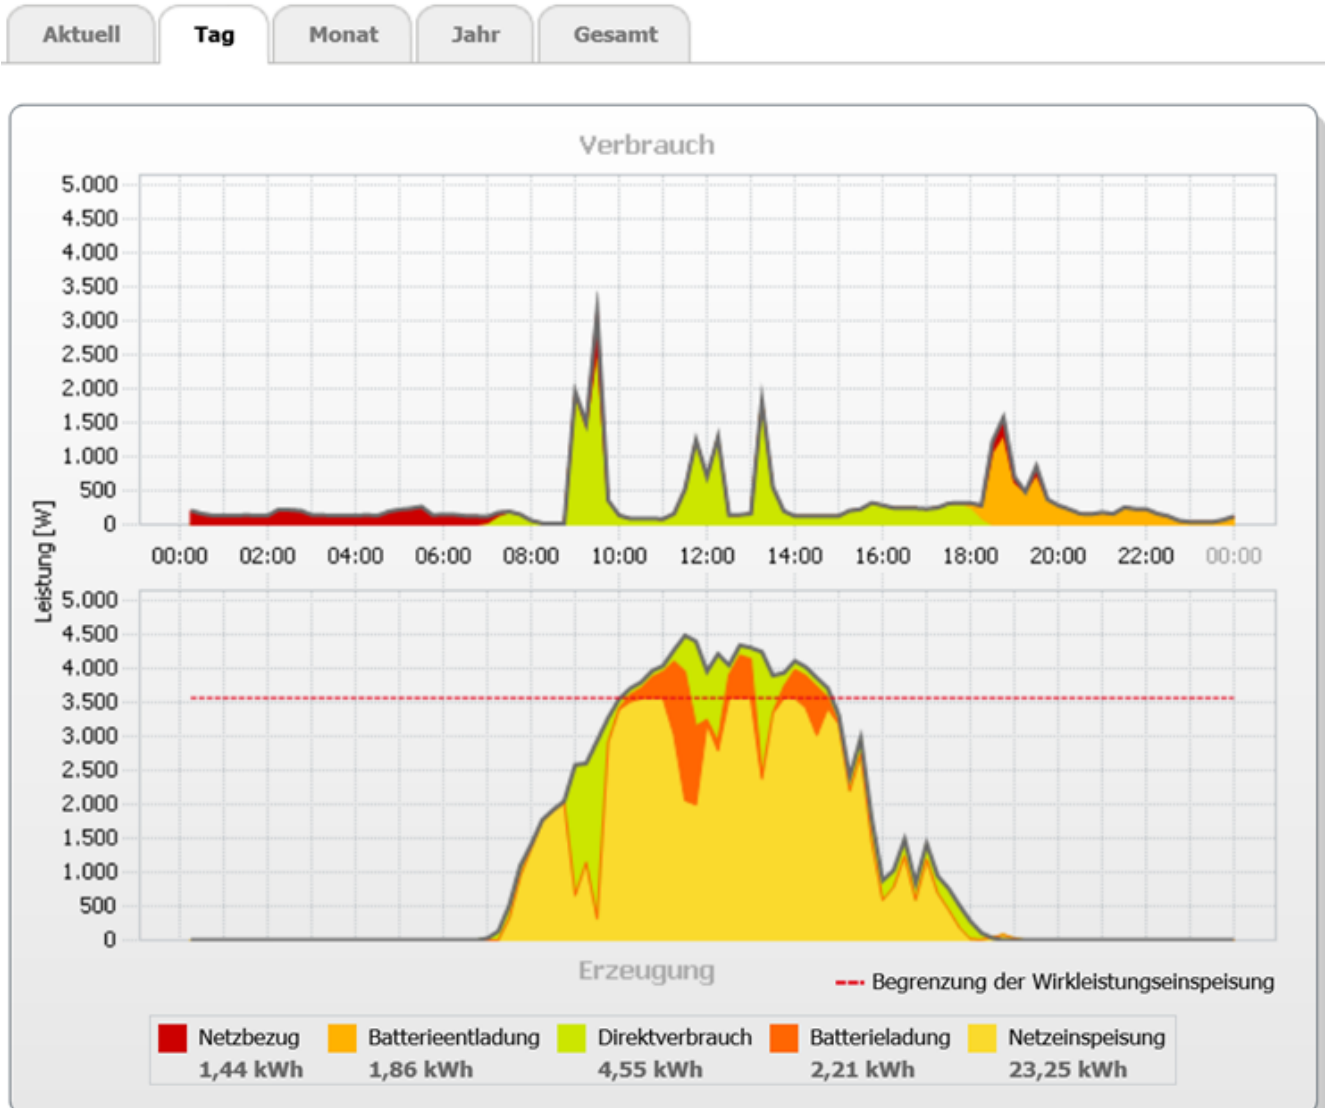 Aktuell Tag Monat Jahr Gesamt
Verbrauch
Leistung [W]
5.000
4.500
4.000
3.500
3.000
2.500
2.000
1.500
1.000
500
0
00:00 02:00 04:00 06:00 08:00 10:00 12:00 14:00 16:00 18:00 20:00 22:00 00:00
5.000
4.500
4.000
3.500
3.000
2.500
2.000
1.500
1.000
500
0
Erzeugung
Begrenzung der Wirkleistungseinspeisung
Netzbezug Batterieentladung Direktverbrauch Batterieladung Netzeinspeisung
1,44 kWh 1,86 kWh 4,55 kWh 2,21 kWh 23,25 kWh